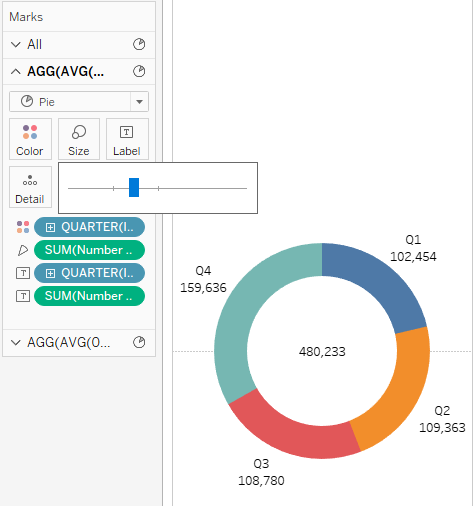 Marks
All
AGG(AVG(...
Pie
Color
Size
Label
Detail
QUARTER(I..
SUM(Number ..
QUARTER(I..
SUM(Number ..
AGG(AVG(O...
Q1
102,454
Q4
159,636
480,233
Q2
109,363
Q3
108,780